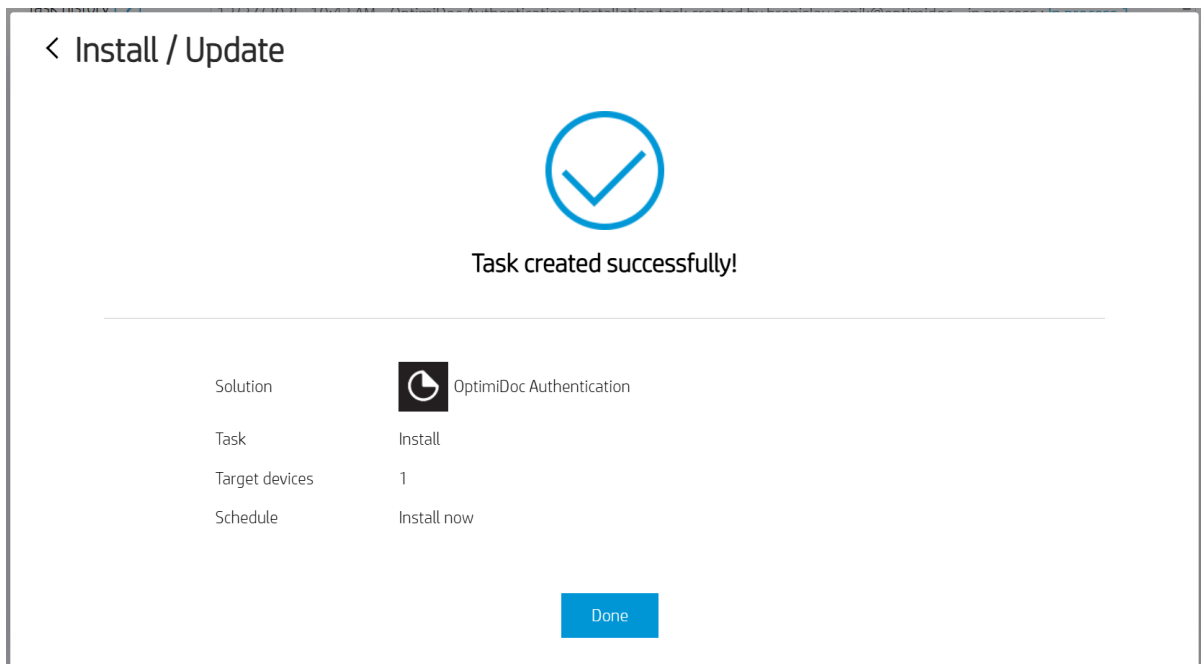 Install / Update
Task created successfully!
Solution OptimiDoc Authentication
Task Install
Target devices 1
Schedule Install now
Done